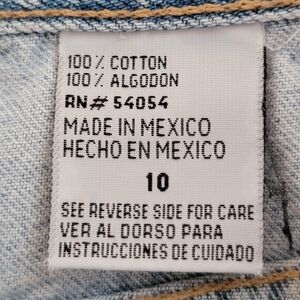 100% COTTON
100% ALGODON
RN# 54054
MADE IN MEXICO
HECHO EN MEXICO
10
SEE REVERSE SIDE FOR CARE
VER AL DORSO PARA
INSTRUCCIONES DE CUIDADO